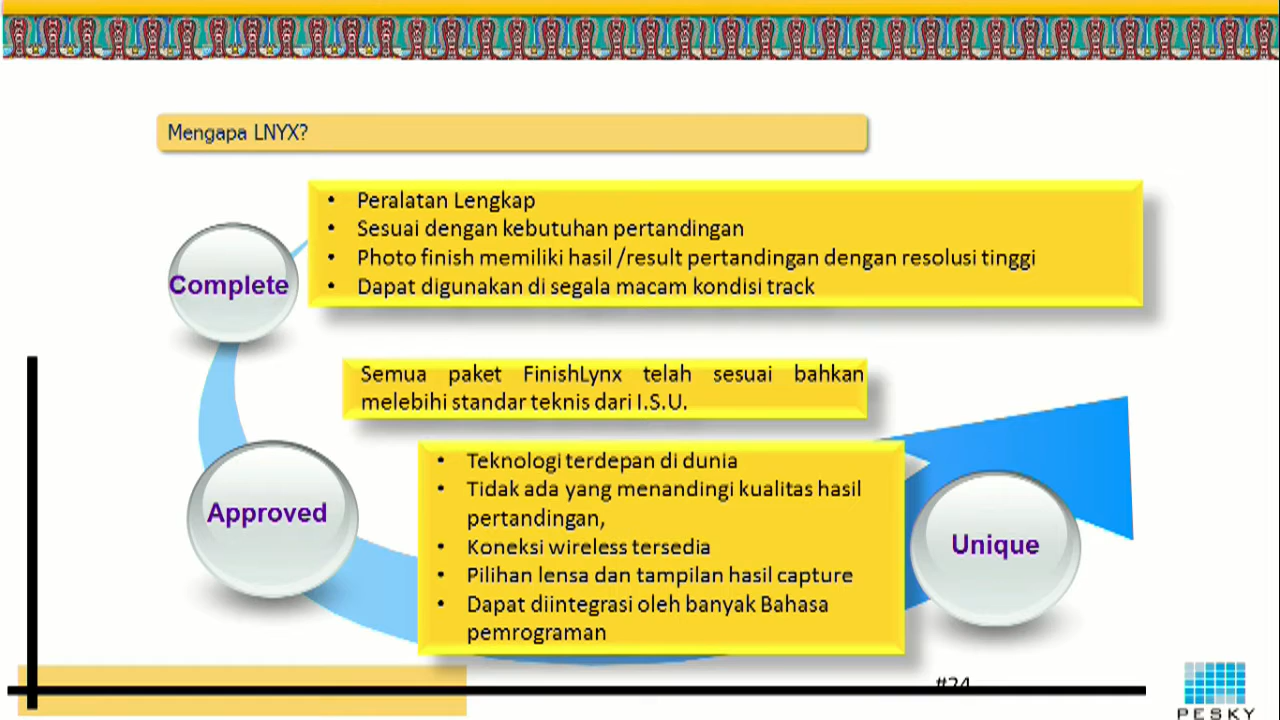 Mengapa LNYX?
Complete
• Peralatan Lengkap
• Sesuai dengan kebutuhan pertandingan
• Photo finish memiliki hasil /result pertandingan dengan resolusi tinggi
• Dapat digunakan di segala macam kondisi track
Approved
Semua paket FinishLynx telah sesuai bahkan
melebihi standar teknis dari I.S.U.
• Teknologi terdepan di dunia
• Tidak ada yang menandingi kualitas hasil
pertandingan,
• Koneksi wireless tersedia
• Pilihan lensa dan tampilan hasil capture
• Dapat diintegrasi oleh banyak Bahasa
pemrograman
Unique
#24
PESKY